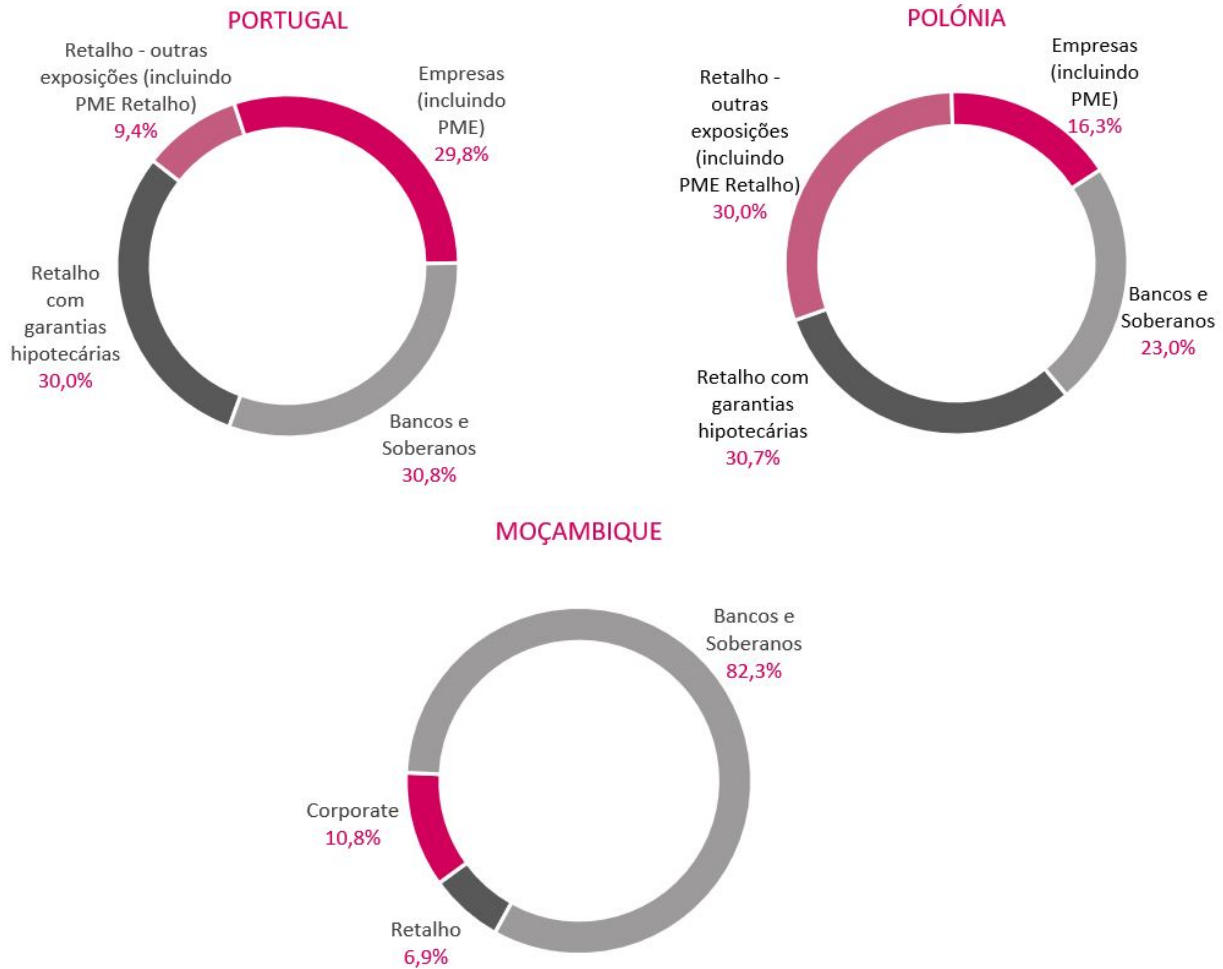 PORTUGAL
Retalho - outras
exposições (incluindo
PME Retalho)
9,4%
Empresas
(incluindo
PME)
29,8%
Retalho
com
garantias
hipotecárias
30,0%
Bancos e
Soberanos
30,8%
POLÓNIA
Retalho -
outras
exposições
(incluindo
PME Retalho)
30,0%
Empresas
(incluindo
PME)
16,3%
Bancos e
Soberanos
23,0%
Retalho com
garantias
hipotecárias
30,7%
MOÇAMBIQUE
Bancos e
Soberanos
82,3%
Corporate
10,8%
Retalho
6,9%